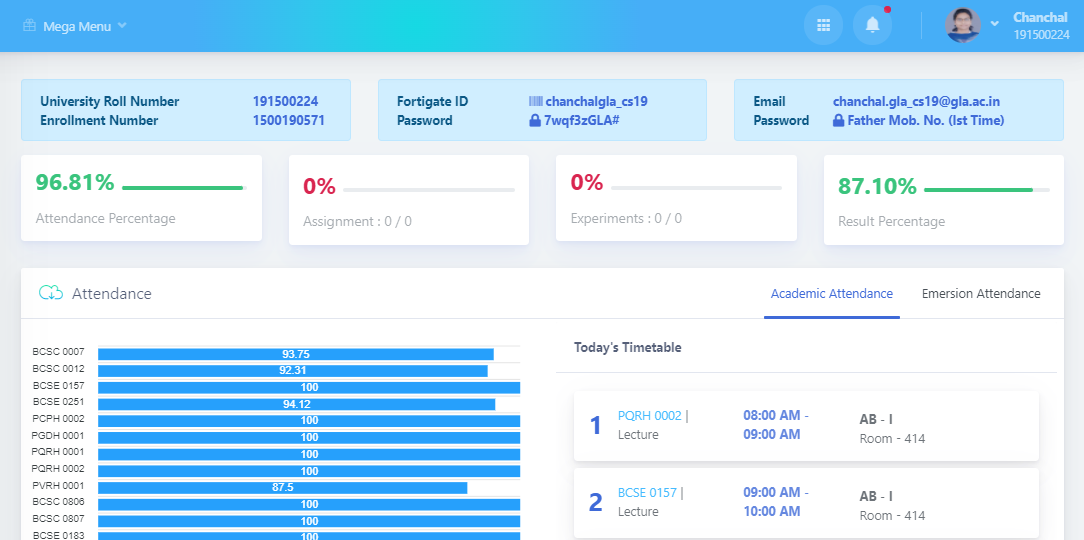 Mega Menu
Chanchal
191500224
University Roll Number 191500224
Enrollment Number 1500190571
Fortigate ID chanchalgla_cs19
Password 7wqf3zGLA#
Email chanchal.gla_cs19@gla.ac.in
Password Father Mob. No. (Ist Time)
96.81%
Attendance Percentage
0%
Assignment : 0 / 0
0%
Experiments : 0 / 0
87.10%
Result Percentage
Attendance
Academic Attendance Emersion Attendance
BCSC 0007 93.75
BCSC 0012 92.31
BCSE 0157 100
BCSE 0251 94.12
PCPH 0002 100
PGDH 0001 100
PQRH 0001 100
PQRH 0002 100
PVRH 0001 87.5
BCSC 0806 100
BCSC 0807 100
BCSE 0183 100
Today's Timetable
1 PQRH 0002 | 08:00 AM - AB - I
Lecture 09:00 AM Room - 414
2 BCSE 0157 | 09:00 AM - AB - I
Lecture 10:00 AM Room - 414